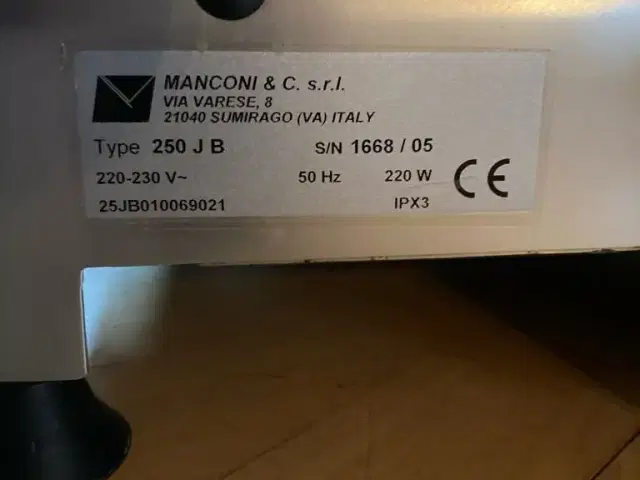 MANCONI & C. s.r.l.
VIA VARESE, 8
21040 SUMIRAGO (VA) ITALY
Type 250 J B S/N 1668 / 05
220-230 V~ 50 Hz 220 W CE
25JB010069021 IPX3